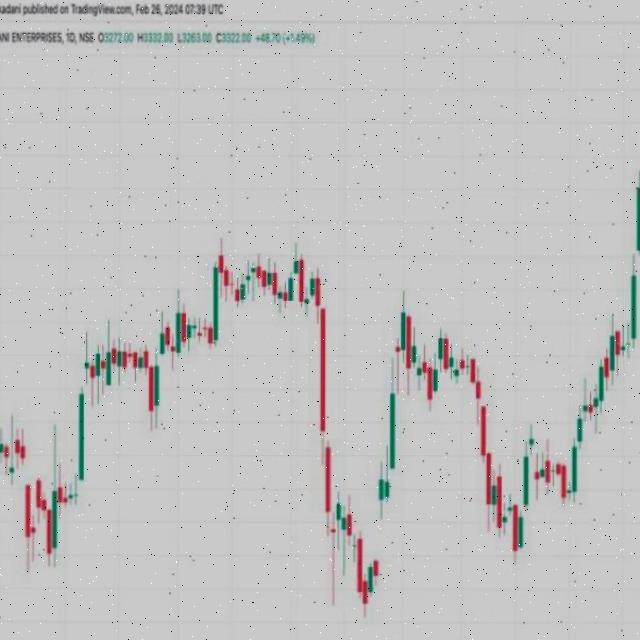 kadani published on TradingView.com, Feb 26, 2024 07:39 UTC
ANI ENTERPRISES, 1D, NSE O3272.00 H3332.00 L3263.00 C3322.00 +48.70 (+1.49%)